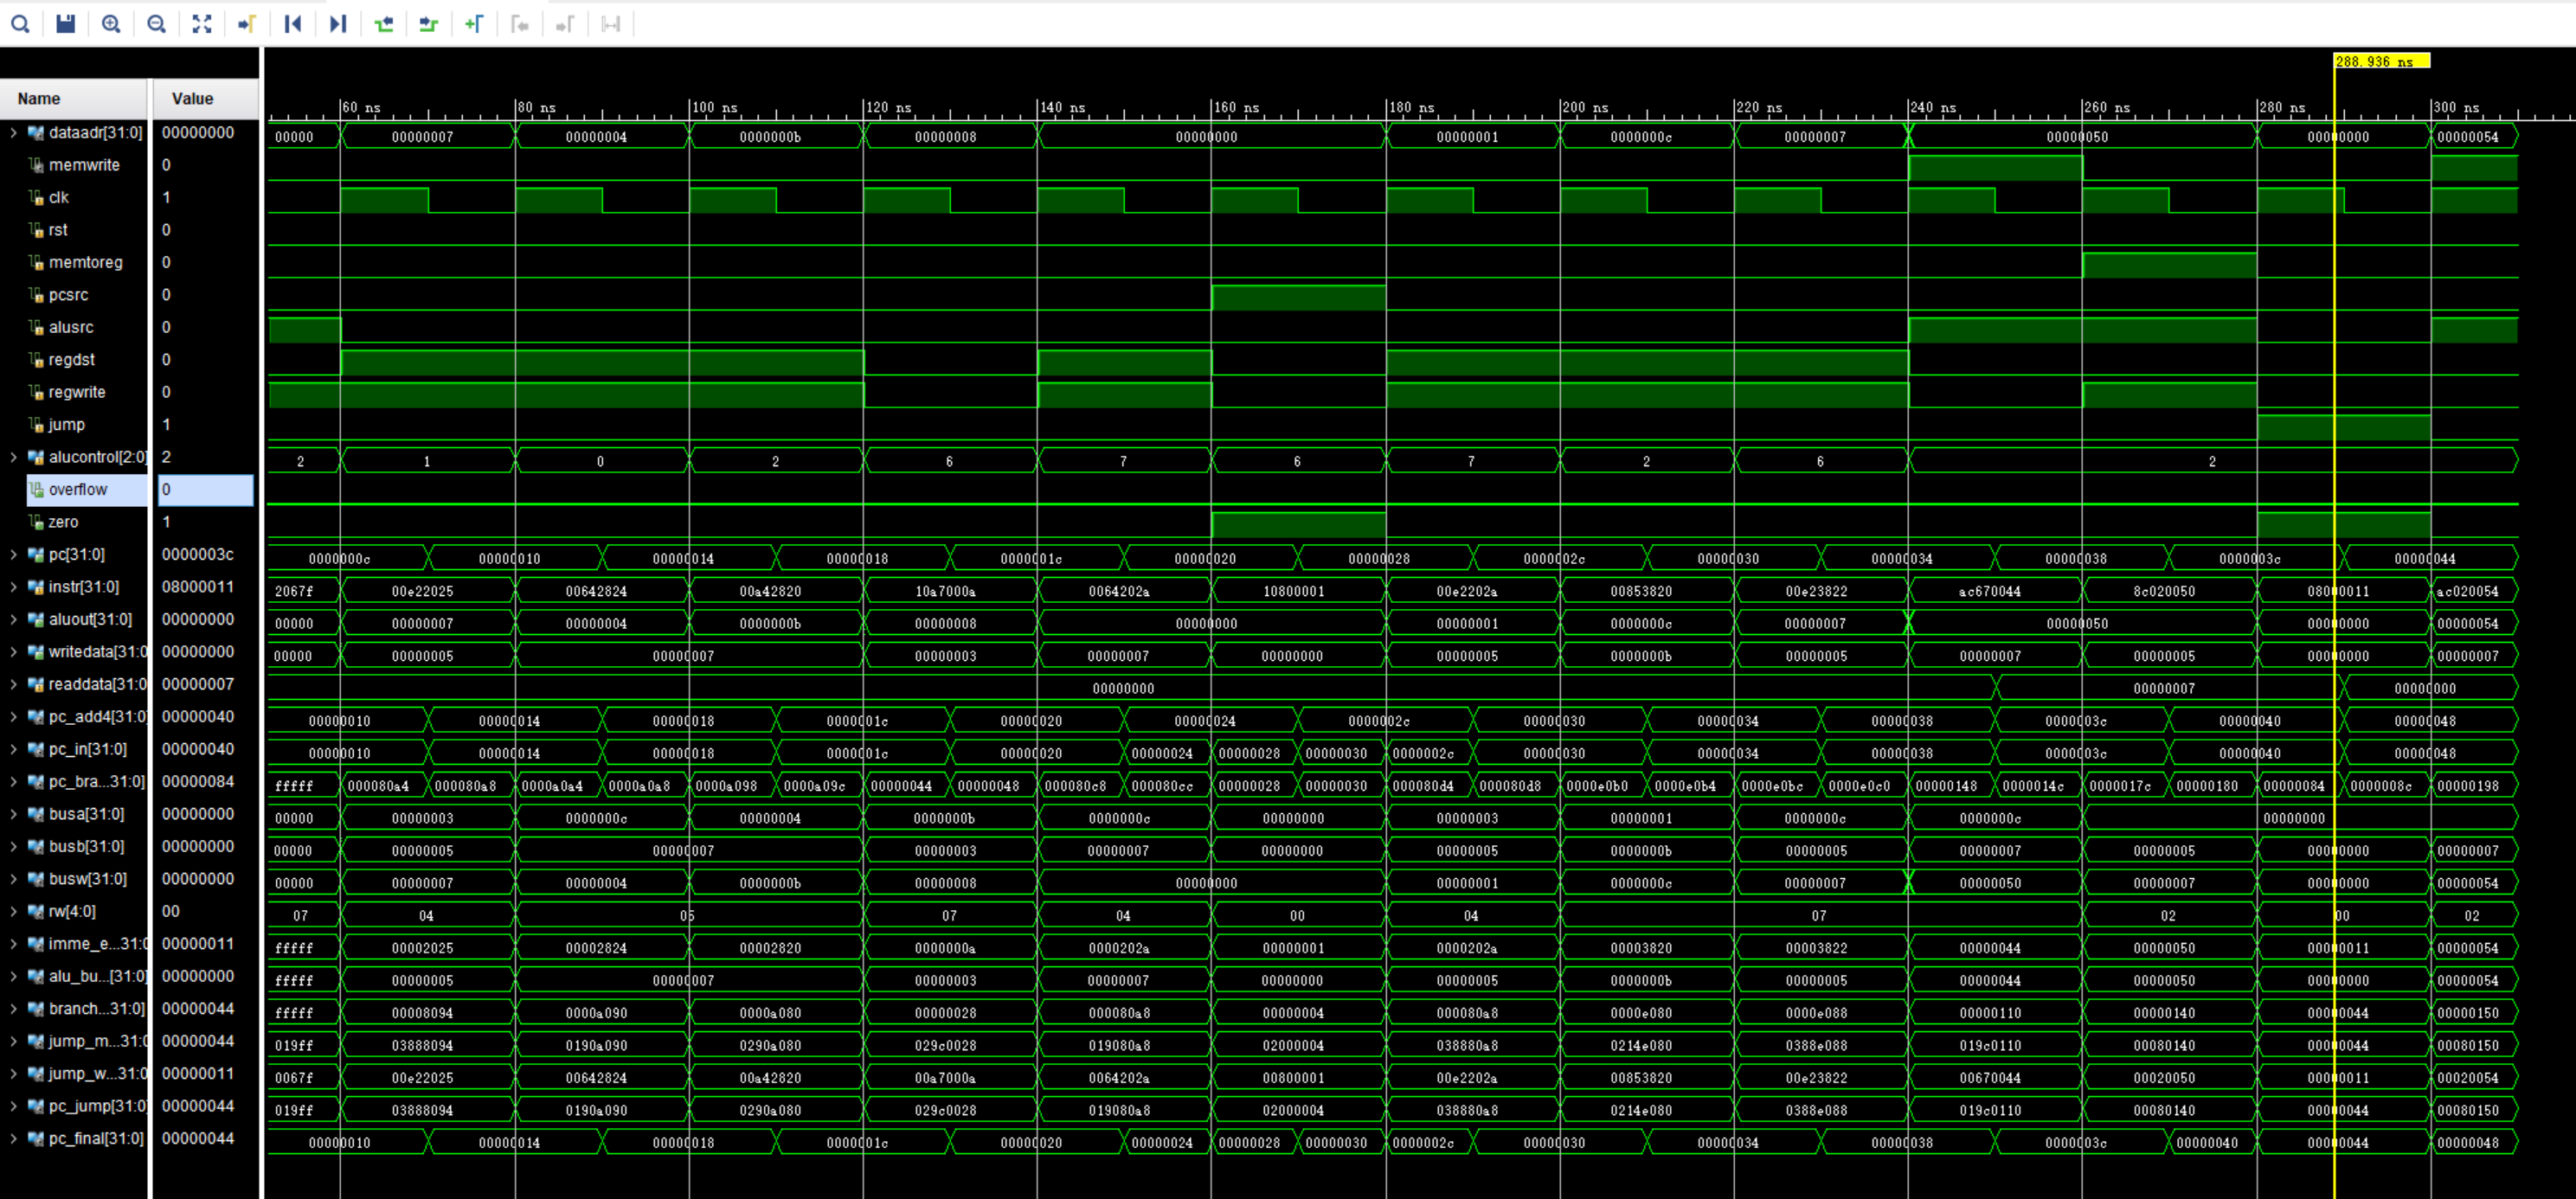 288.936 ns
Name Value 60 ns 80 ns 100 ns 120 ns 140 ns 160 ns 180 ns 200 ns 220 ns 240 ns 260 ns 280 ns 300 ns
dataadr[31:0] 00000000 00000 00000007 00000004 0000000b 00000008 00000000 00000001 0000000c 00000007 00000050 00000000 00000054
memwrite 0
clk 1
rst 0
memtoreg 0
pcsrc 0
alusrc 0
regdst 0
regwrite 0
jump 1
alucontrol[2:0] 2 2 1 0 2 6 7 6 7 2 6 2
overflow 0
zero 1
pc[31:0] 0000003c 0000000c 00000010 00000014 00000018 0000001c 00000020 00000028 0000002c 00000030 00000034 00000038 0000003c 00000044
instr[31:0] 08000011 2067f 00e22025 00642824 00a42820 10a7000a 0064202a 10800001 00e2202a 00853820 00e23822 ac670044 8c020050 08000011 ac020054
aluout[31:0] 00000000 00000 00000007 00000004 0000000b 00000008 00000000 00000001 0000000c 00000007 00000050 00000000 00000054
writedata[31:0 00000000 00000 00000005 00000007 00000003 00000007 00000000 00000005 0000000b 00000005 00000007 00000005 00000000 00000007
readdata[31:0 00000007 00000000 00000007 00000000
pc_add4[31:0] 00000040 00000010 00000014 00000018 0000001c 00000020 00000024 0000002c 00000030 00000034 00000038 0000003c 00000040 00000048
pc_in[31:0] 00000040 00000010 00000014 00000018 0000001c 00000020 00000024 00000028 00000030 0000002c 00000030 00000034 00000038 0000003c 00000040 00000048
pc_bra...31:0] 00000084 fffff 000080a4 000080a8 0000a0a4 0000a0a8 0000a098 0000a09c 00000044 00000048 000080c8 000080cc 00000028 00000030 000080d4 000080d8 0000e0b0 0000e0b4 0000e0bc 0000e0c0 00000148 0000014c 0000017c 00000180 00000084 0000008c 00000198
busa[31:0] 00000000 00000 00000003 0000000c 00000004 0000000b 0000000c 00000000 00000003 00000001 0000000c 0000000c 00000000
busb[31:0] 00000000 00000 00000005 00000007 00000003 00000007 00000000 00000005 0000000b 00000005 00000007 00000005 00000000 00000007
busw[31:0] 00000000 00000 00000007 00000004 0000000b 00000008 00000000 00000001 0000000c 00000007 00000050 00000007 00000000 00000054
rw[4:0] 00 07 04 05 07 04 00 04 07 02 00 02
imme_e...31:0 00000011 fffff 00002025 00002824 00002820 0000000a 0000202a 00000001 0000202a 00003820 00003822 00000044 00000050 00000011 00000054
alu_bu...[31:0] 00000000 fffff 00000005 00000007 00000003 00000007 00000000 00000005 0000000b 00000005 00000044 00000050 00000000 00000054
branch...31:0] 00000044 fffff 00008094 0000a090 0000a080 00000028 000080a8 00000004 000080a8 0000e080 0000e088 00000110 00000140 00000044 00000150
jump_m...31:0 00000044 019ff 03888094 0190a090 0290a080 029c0028 019080a8 02000004 038880a8 0214e080 0388e088 019c0110 00080140 00000044 00080150
jump_w...31:0 00000011 0067f 00e22025 00642824 00a42820 00a7000a 0064202a 00800001 00e2202a 00853820 00e23822 00670044 00020050 00000011 00020054
pc_jump[31:0] 00000044 019ff 03888094 0190a090 0290a080 029c0028 019080a8 02000004 038880a8 0214e080 0388e088 019c0110 00080140 00000044 00080150
pc_final[31:0] 00000044 00000010 00000014 00000018 0000001c 00000020 00000024 00000028 00000030 0000002c 00000030 00000034 00000038 0000003c 00000040 00000044 00000048